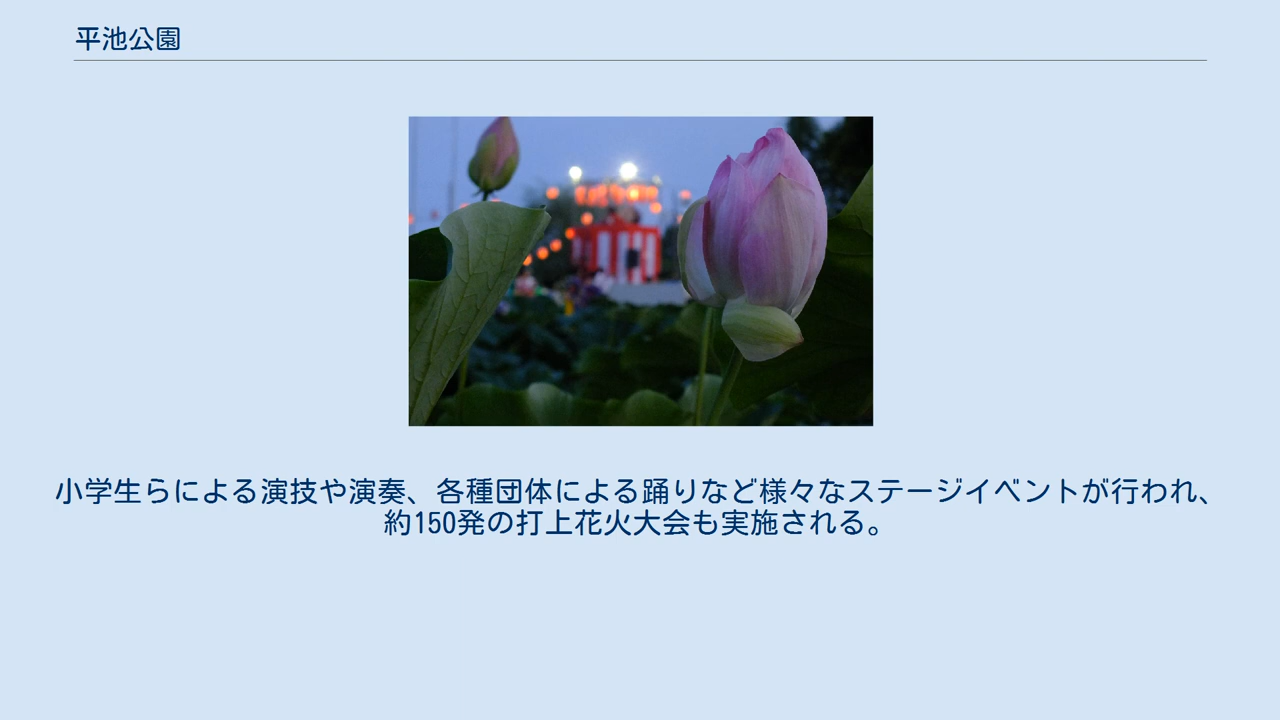 平池公園
小学生らによる演技や演奏、各種団体による踊りなど様々なステージイベントが行われ、
約150発の打上花火大会も実施される。